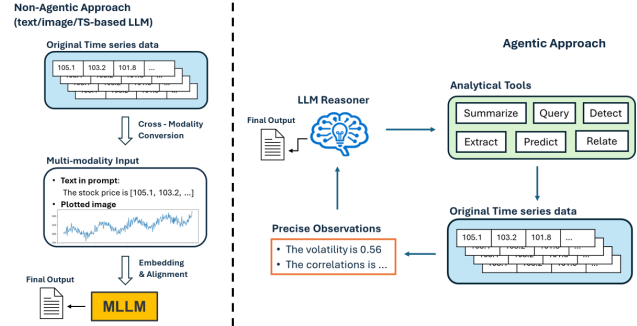 Non-Agentic Approach
(text/image/TS-based LLM)
Original Time series data
105.1 103.2 101.8 ...
Cross - Modality
Conversion
Multi-modality Input
• Text in prompt:
The stock price is [105.1, 103.2, ...]
• Plotted image
Embedding
& Alignment
Final Output
MLLM
Agentic Approach
LLM Reasoner
Final Output
Analytical Tools
Summarize Query Detect
Extract Predict Relate
Original Time series data
105.1 103.2 101.8 ...
Precise Observations
• The volatility is 0.56
• The correlations is ...